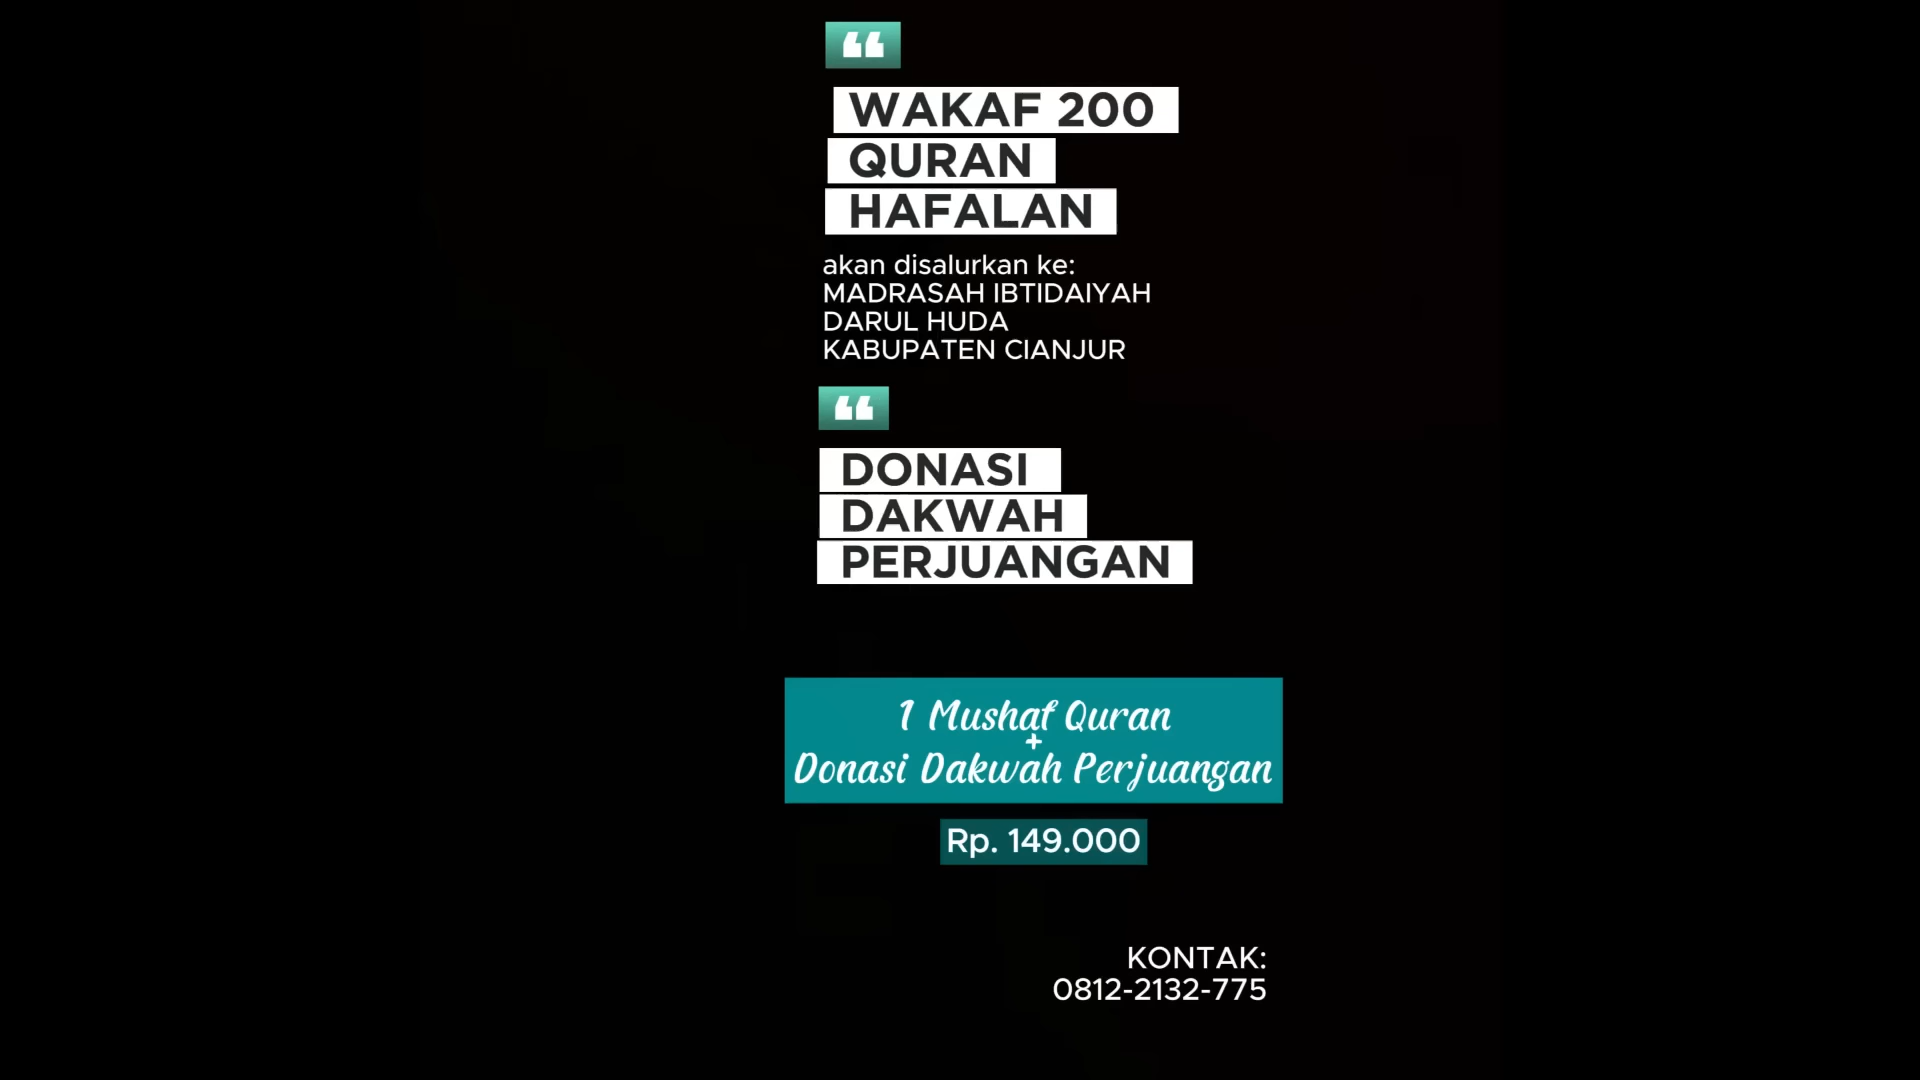 WAKAF 200
QURAN
HAFALAN
akan disalurkan ke:
MADRASAH IBTIDAIYAH
DARUL HUDA
KABUPATEN CIANJUR
DONASI
DAKWAH
PERJUANGAN
1 Mushaf Quran
+
Donasi Dakwah Perjuangan
Rp. 149.000
KONTAK:
0812-2132-775